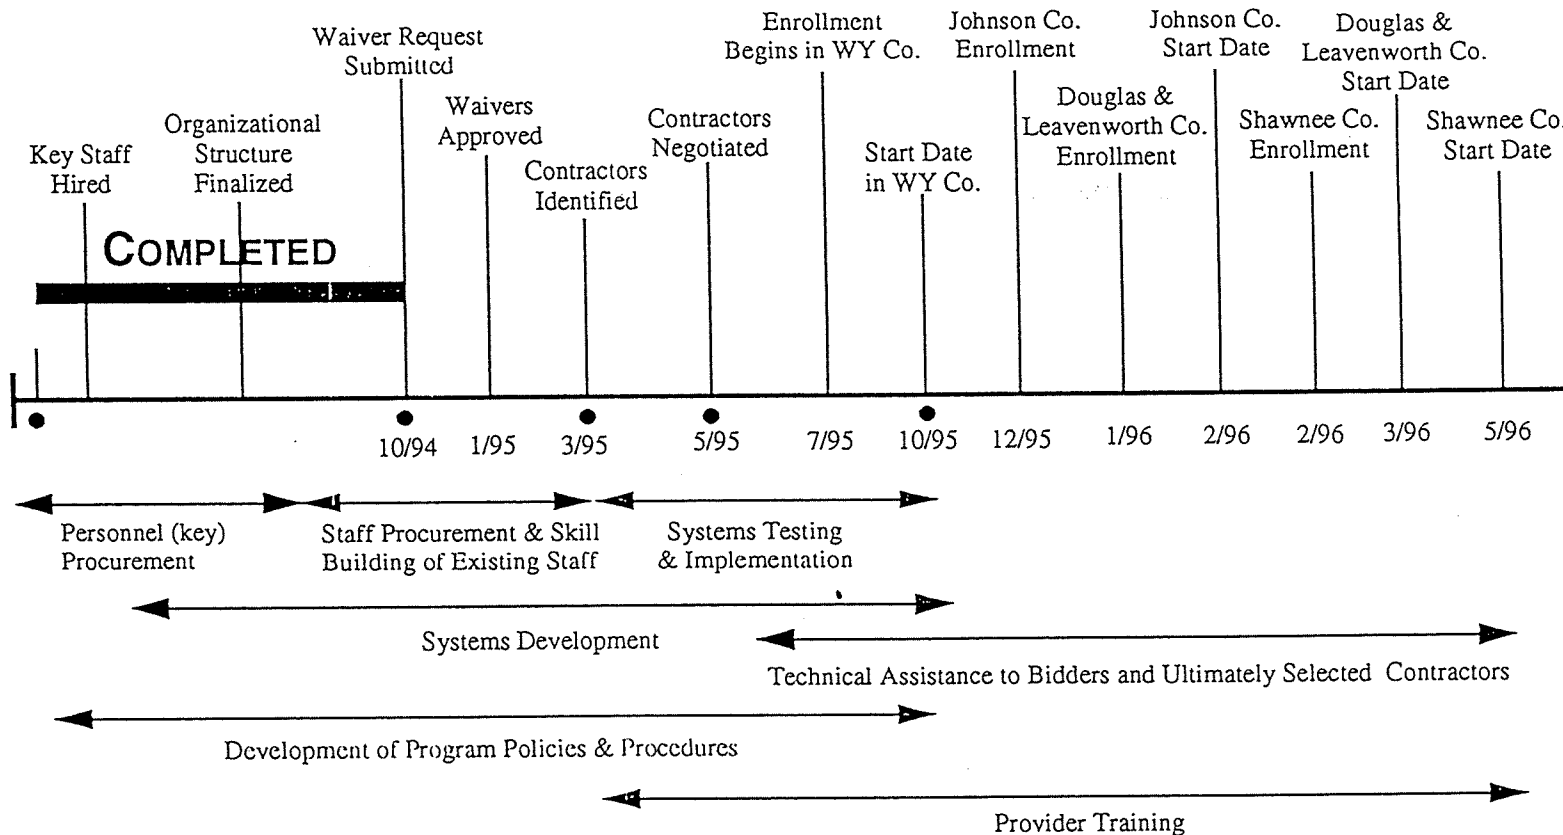 Key Staff
Hired
Organizational
Structure
Finalized
Waiver Request
Submitted
Waivers
Approved
Contractors
Identified
Contractors
Negotiated
Enrollment
Begins in WY Co.
Start Date
in WY Co.
Johnson Co.
Enrollment
Douglas &
Leavenworth Co.
Enrollment
Johnson Co.
Start Date
Shawnee Co.
Enrollment
Douglas &
Leavenworth Co.
Start Date
Shawnee Co.
Start Date
COMPLETED
10/94 1/95 3/95 5/95 7/95 10/95 12/95 1/96 2/96 2/96 3/96 5/96
Personnel (key)
Procurement
Staff Procurement & Skill
Building of Existing Staff
Systems Testing
& Implementation
Systems Development
Technical Assistance to Bidders and Ultimately Selected Contractors
Development of Program Policies & Procedures
Provider Training